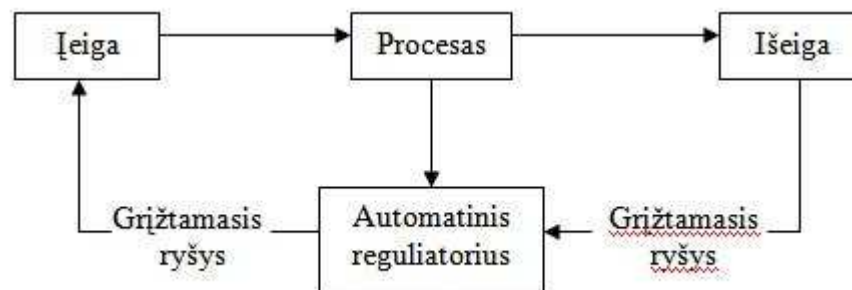 Įeiga
Procesas
Išeiga
Grįžtamasis
ryšys
Automatinis
reguliatorius
Grįžtamasis
ryšys